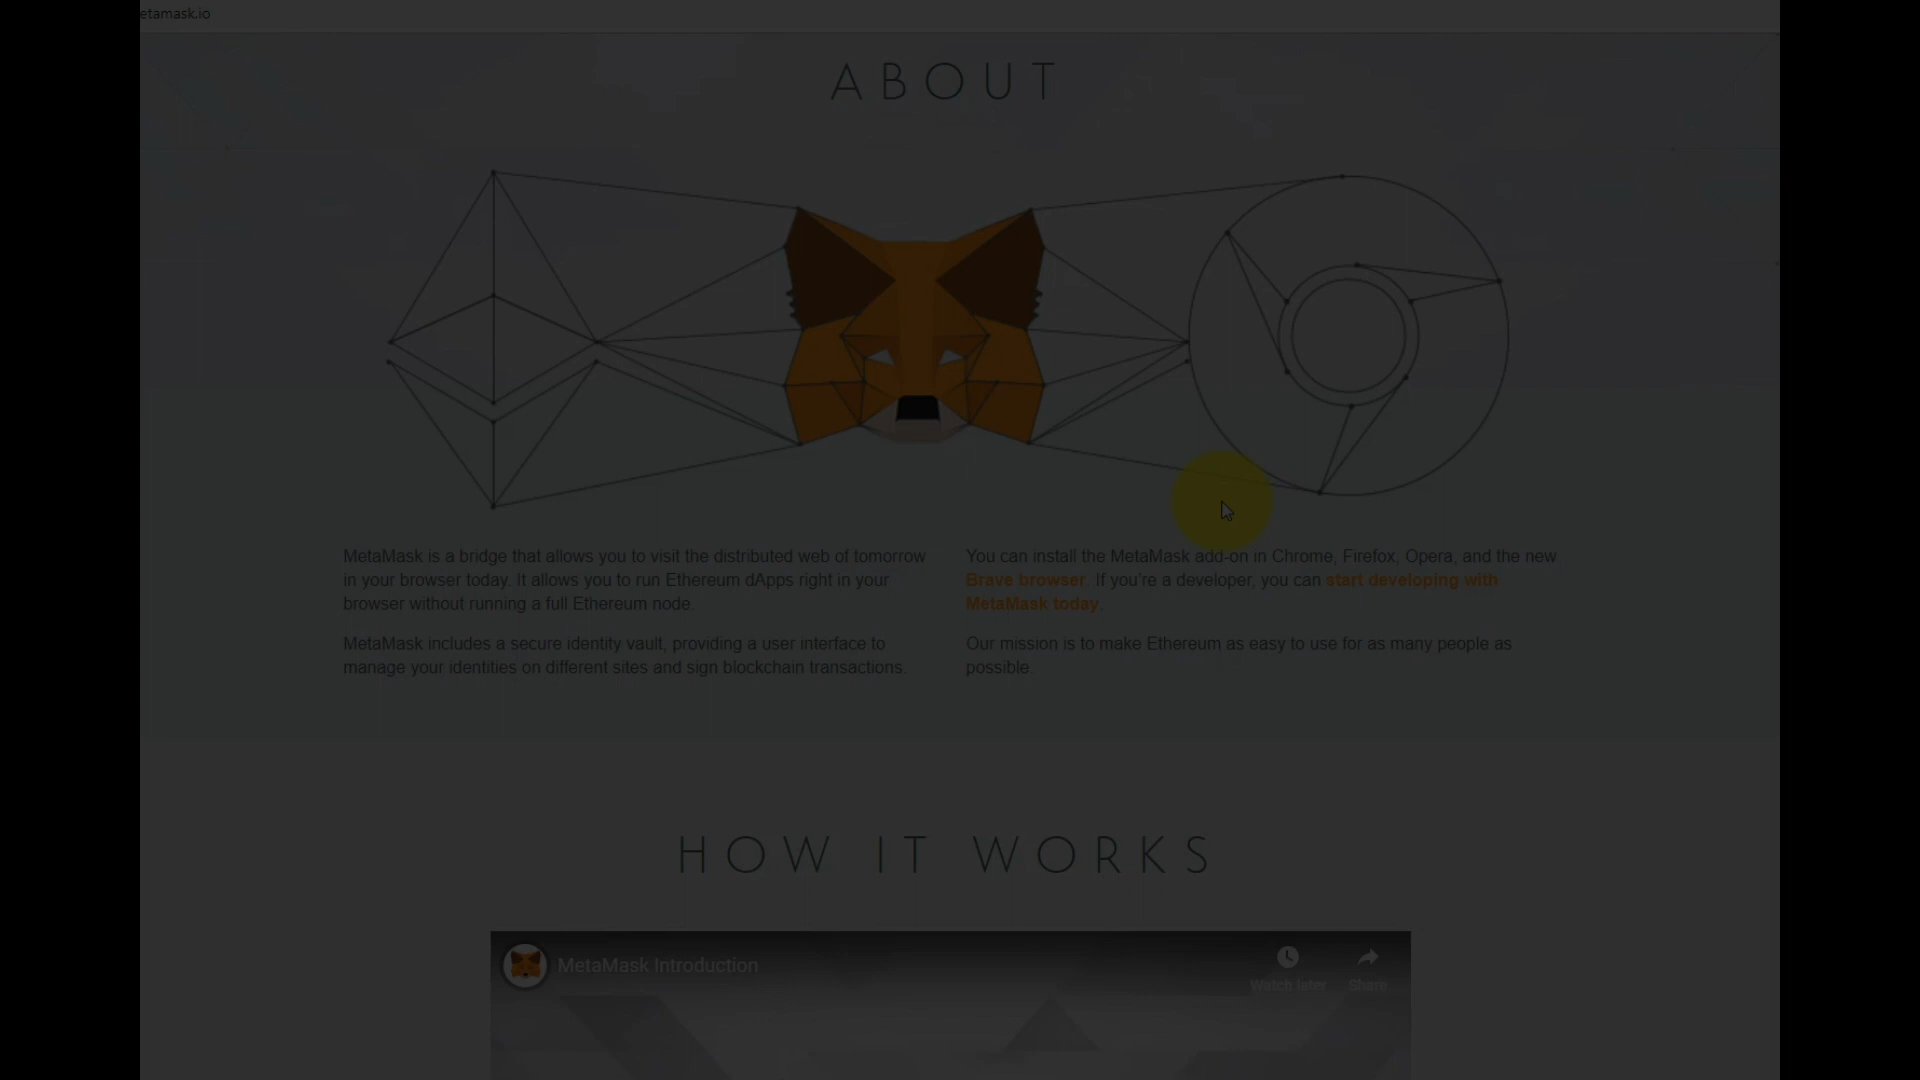 etamask.io
ABOUT
MetaMask is a bridge that allows you to visit the distributed web of tomorrow
in your browser today. It allows you to run Ethereum dApps right in your
browser without running a full Ethereum node.
MetaMask includes a secure identity vault, providing a user interface to
manage your identities on different sites and sign blockchain transactions.
You can install the MetaMask add-on in Chrome, Firefox, Opera, and the new
Brave browser. If you're a developer, you can start developing with
MetaMask today.
Our mission is to make Ethereum as easy to use for as many people as
possible.
HOW IT WORKS
MetaMask Introduction
Watch later
Share